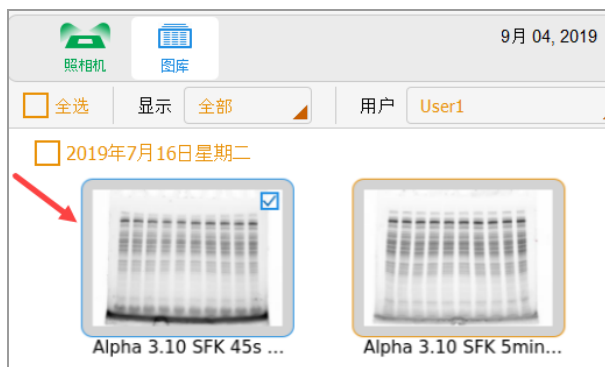 9月 04, 2019
照相机 图库
全选 显示 全部 用户 User1
2019年7月16日星期二
Alpha 3.10 SFK 45s ... Alpha 3.10 SFK 5min...